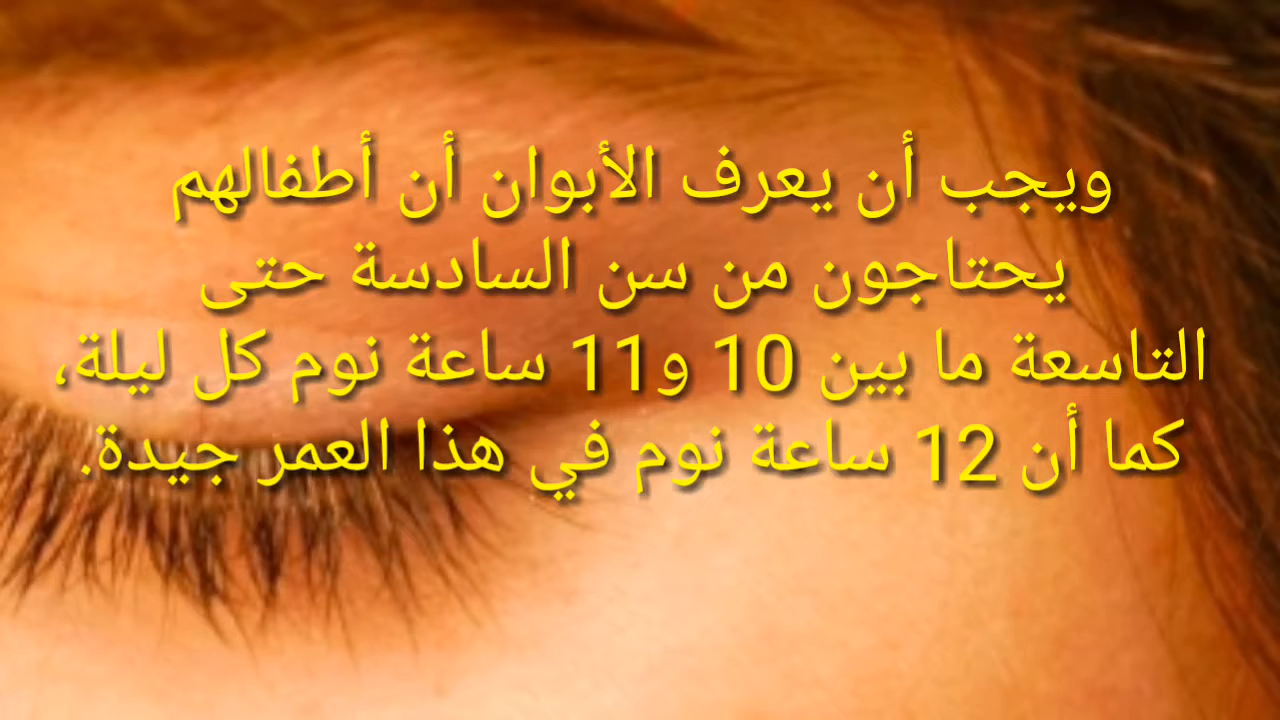 ويجب أن يعرف الأبوان أن أطفالهم
يحتاجون من سن السادسة حتى
التاسعة ما بين 10 و11 ساعة نوم كل ليلة،
كما أن 12 ساعة نوم في هذا العمر جيدة.